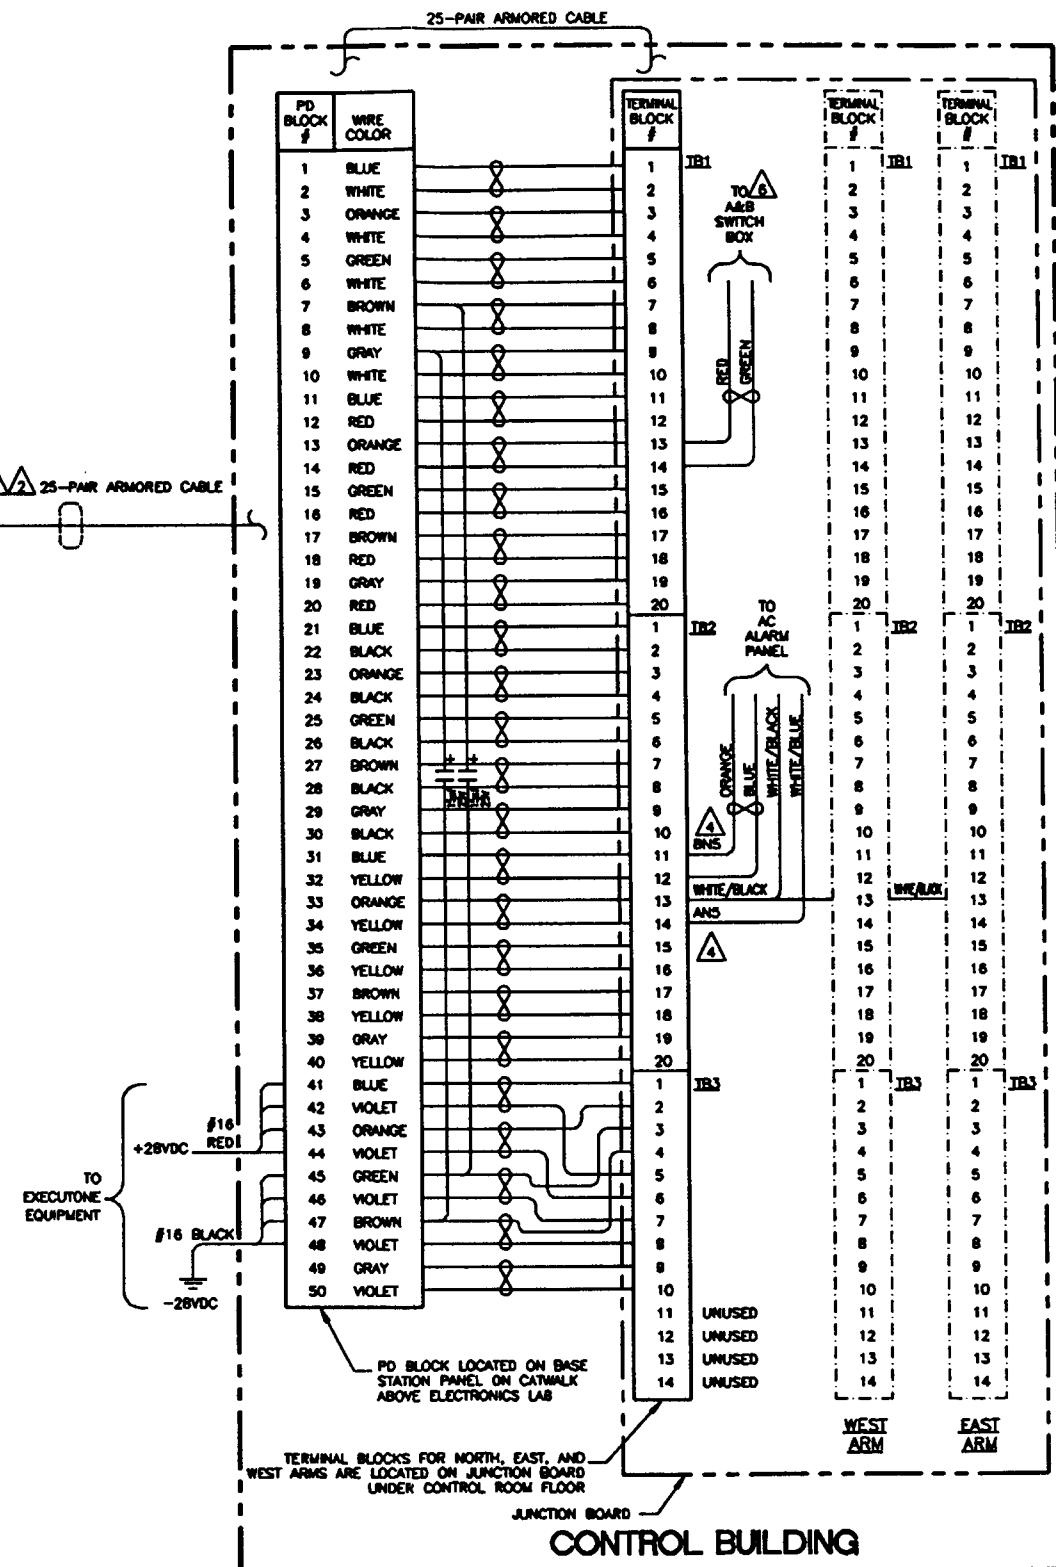 25-PAIR ARMORED CABLE
PD BLOCK #
WIRE COLOR
1 BLUE
2 WHITE
3 ORANGE
4 WHITE
5 GREEN
6 WHITE
7 BROWN
8 WHITE
9 GRAY
10 WHITE
11 BLUE
12 RED
13 ORANGE
14 RED
15 GREEN
16 RED
17 BROWN
18 RED
19 GRAY
20 RED
21 BLUE
22 BLACK
23 ORANGE
24 BLACK
25 GREEN
26 BLACK
27 BROWN
28 BLACK
29 GRAY
30 BLACK
31 BLUE
32 YELLOW
33 ORANGE
34 YELLOW
35 GREEN
36 YELLOW
37 BROWN
38 YELLOW
39 GRAY
40 YELLOW
41 BLUE
42 VIOLET
43 ORANGE
44 VIOLET
45 GREEN
46 VIOLET
47 BROWN
48 VIOLET
49 GRAY
50 VIOLET
2 25-PAIR ARMORED CABLE
+
+
TO
EXECUTONE
EQUIPMENT
#16
+28VDC RED
#16 BLACK
-28VDC
PD BLOCK LOCATED ON BASE
STATION PANEL ON CATWALK
ABOVE ELECTRONICS LAB
TERMINAL
BLOCK
#
TB1
1
2
3
4
5
6
7
8
9
10
11
12
13
14
15
16
17
18
19
20
TB2
1
2
3
4
5
6
7
8
9
10
11
12
13
14
15
16
17
18
19
20
TB3
1
2
3
4
5
6
7
8
9
10
11 UNUSED
12 UNUSED
13 UNUSED
14 UNUSED
TO 6
A&B
SWITCH
BOX
RED
GREEN
TO
AC
ALARM
PANEL
ORANGE
BLUE
WHITE/BLACK
WHITE/BLUE
4
BN5
WHITE/BLACK
AN5
4
TERMINAL
BLOCK
#
TB1
1
2
3
4
5
6
7
8
9
10
11
12
13
14
15
16
17
18
19
20
TB2
1
2
3
4
5
6
7
8
9
10
11
12
13
14
15
16
17
18
19
20
TB3
1
2
3
4
5
6
7
8
9
10
11
12
13
14
WEST
ARM
WHITE/BLACK
TERMINAL
BLOCK
#
TB1
1
2
3
4
5
6
7
8
9
10
11
12
13
14
15
16
17
18
19
20
TB2
1
2
3
4
5
6
7
8
9
10
11
12
13
14
15
16
17
18
19
20
TB3
1
2
3
4
5
6
7
8
9
10
11
12
13
14
EAST
ARM
TERMINAL BLOCKS FOR NORTH, EAST, AND
WEST ARMS ARE LOCATED ON JUNCTION BOARD
UNDER CONTROL ROOM FLOOR
JUNCTION BOARD
CONTROL BUILDING